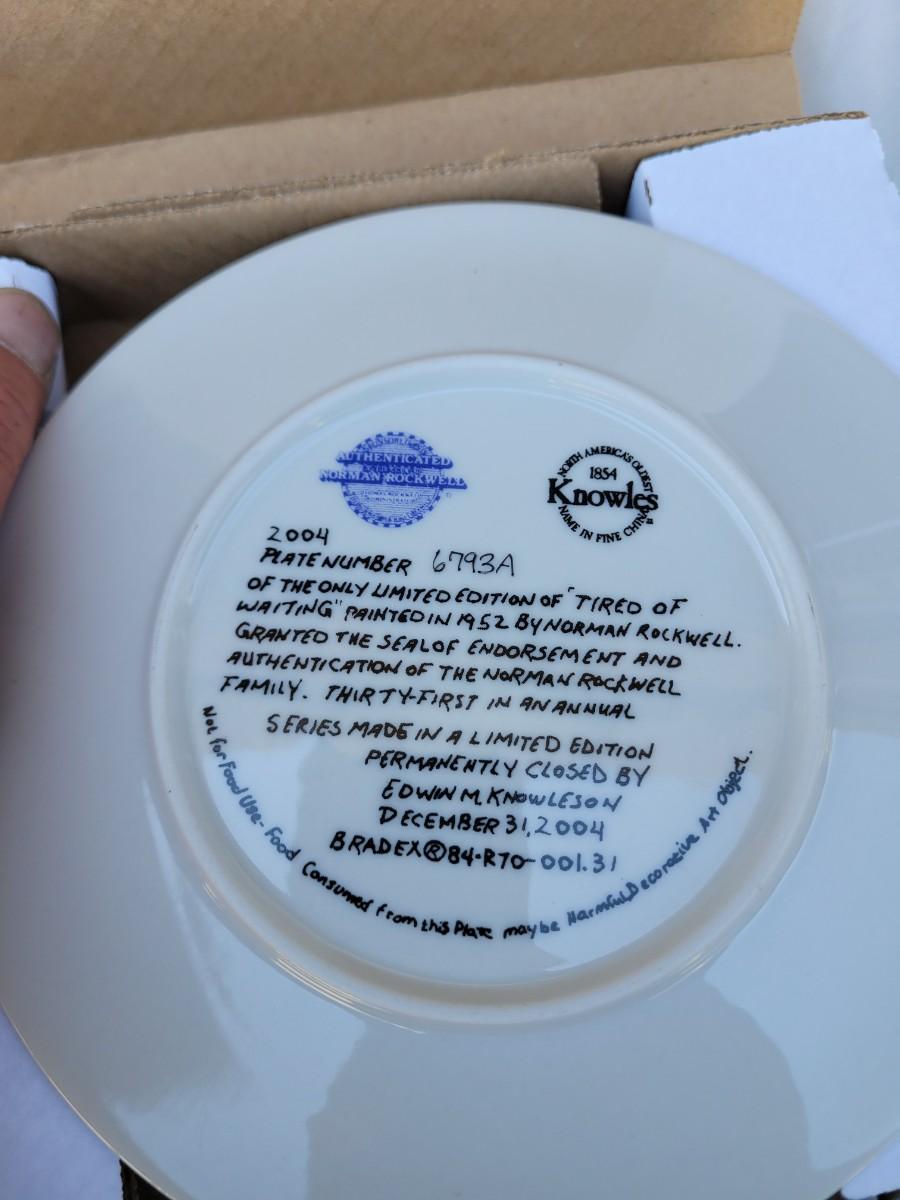 AUTHENTICATED
NORMAN ROCKWELL
NORTH AMERICA'S OLDEST
1854
Knowles
NAME IN FINE CHINA
2004
PLATE NUMBER 6793A
OF THE ONLY LIMITED EDITION OF "TIRED OF
WAITING" PAINTED IN 1952 BY NORMAN ROCKWELL.
GRANTED THE SEAL OF ENDORSEMENT AND
AUTHENTICATION OF THE NORMAN ROCKWELL
FAMILY. THIRTY-FIRST IN AN ANNUAL
SERIES MADE IN A LIMITED EDITION
PERMANENTLY CLOSED BY
EDWIN M. KNOWLES ON
DECEMBER 31, 2004
BRADEX® 84-R70-001.31
Not for Food Use - Food Consumed from this Plate may be Harmful, Decorative Art Object.